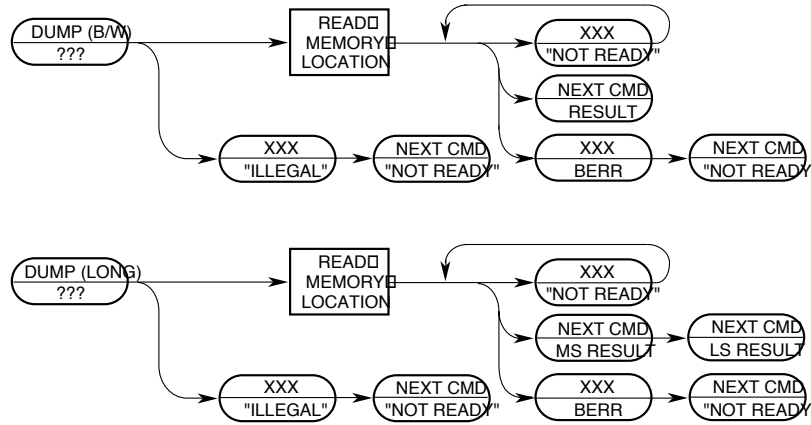 DUMP (B/W)
???
READ
MEMORY
LOCATION
XXX
"NOT READY"
NEXT CMD
RESULT
XXX
"ILLEGAL"
NEXT CMD
"NOT READY"
XXX
BERR
NEXT CMD
"NOT READY
DUMP (LONG)
???
READ
MEMORY
LOCATION
XXX
"NOT READY"
NEXT CMD
MS RESULT
NEXT CMD
LS RESULT
XXX
"ILLEGAL"
NEXT CMD
"NOT READY"
XXX
BERR
NEXT CMD
"NOT READY